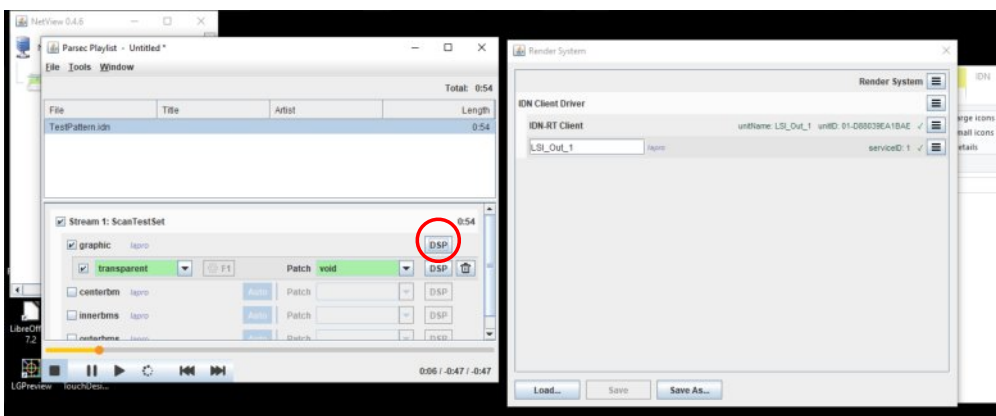 NetView 0.4.6
Parsec Playlist - Untitled *
File Tools Window
Total: 0:54
File Title Artist Length
TestPattern.idn 0:54
Stream 1: ScanTestSet 0:54
graphic lapro DSP
transparent F1 Patch void DSP
centerbm lapro Auto Patch DSP
innerbms lapro Auto Patch DSP
0:06 / -0:47 / -0:47
LibreOff
7.2
LGPreview TouchDesi...
Render System
Render System
IDN Client Driver
IDN-RT Client unitName: LSI_Out_1 unitID: 01-D88039EA1BAE ✓
LSI_Out_1 lapro serviceID: 1 ✓
Load... Save Save As...
IDN
arge icons
mall icons
etails